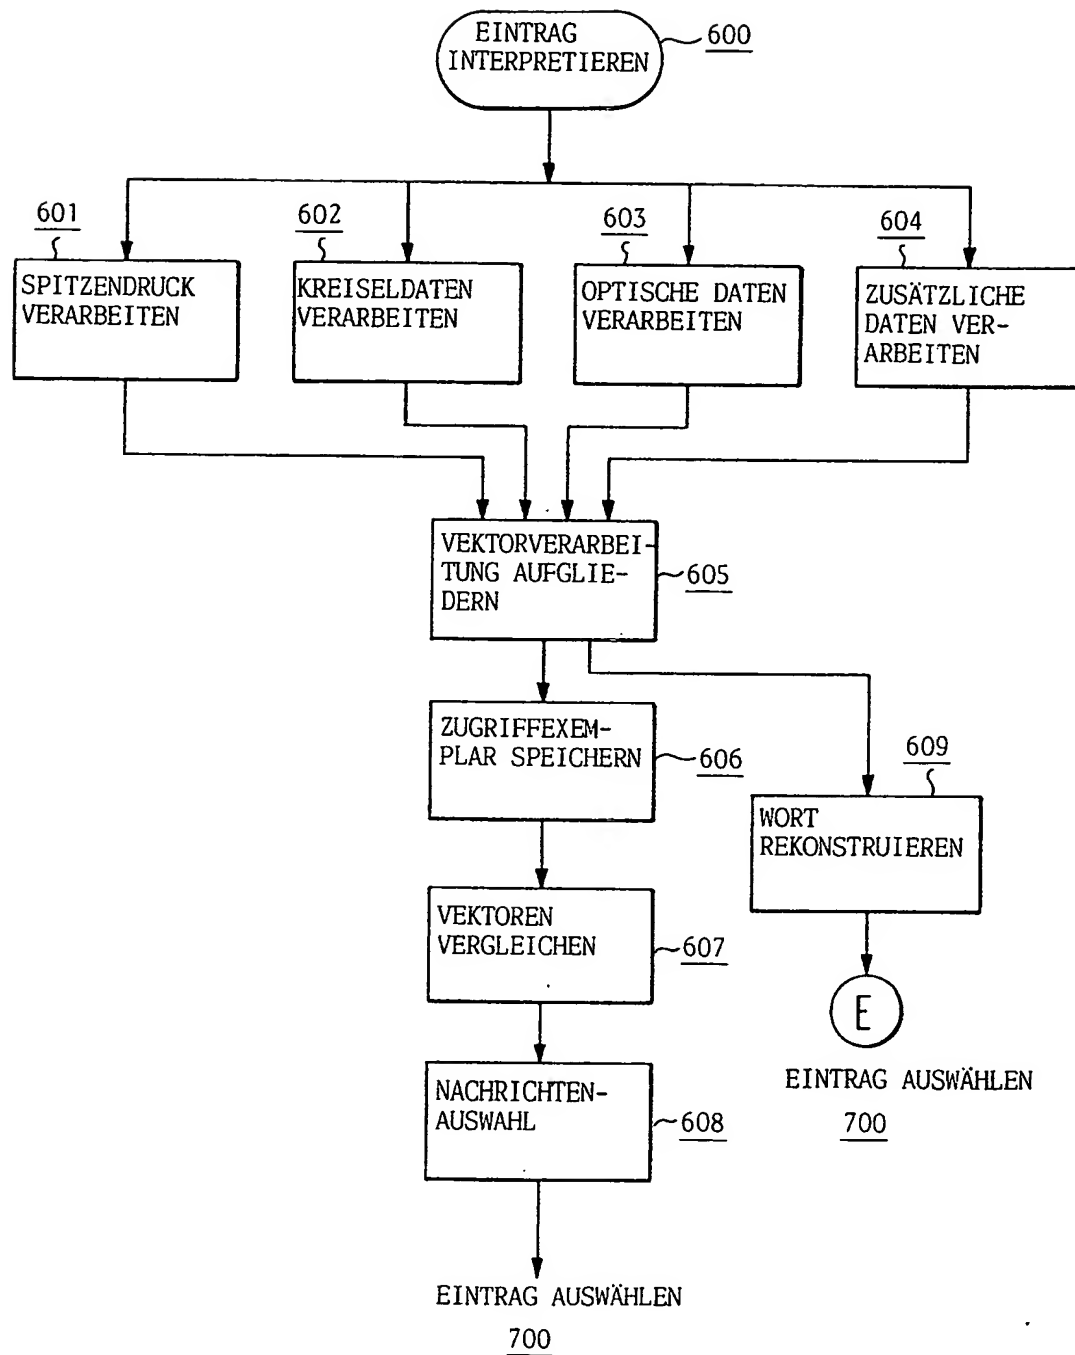 EINTRAG
INTERPRETIEREN
600
601
602
603
604
SPITZENDRUCK
VERARBEITEN
KREISELDATEN
VERARBEITEN
OPTISCHE DATEN
VERARBEITEN
ZUSÄTZLICHE
DATEN VER-
ARBEITEN
VEKTORVERARBEI-
TUNG AUFGLIE-
DERN
605
ZUGRIFFEXEM-
PLAR SPEICHERN
606
609
WORT
REKONSTRUIEREN
VEKTOREN
VERGLEICHEN
607
E
EINTRAG AUSWÄHLEN
700
NACHRICHTEN-
AUSWAHL
608
EINTRAG AUSWÄHLEN
700